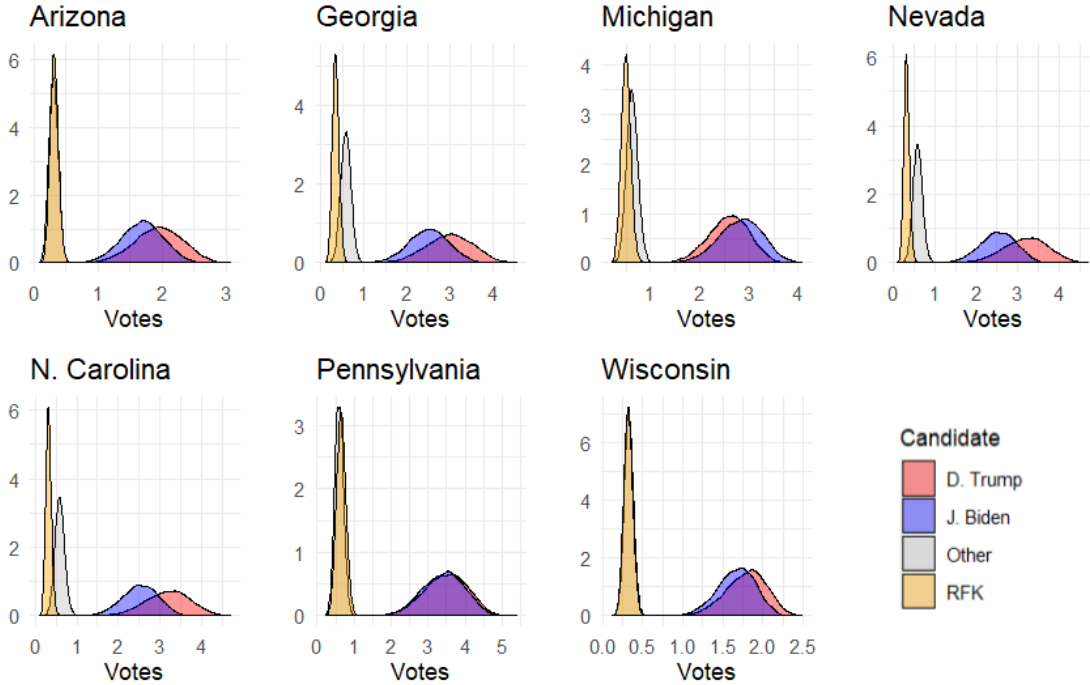 Arizona
6
4
2
0
0 1 2 3
Votes
Georgia
4
2
0
0 1 2 3 4
Votes
Michigan
4
3
2
1
0
1 2 3 4
Votes
Nevada
6
4
2
0
0 1 2 3 4
Votes
N. Carolina
6
4
2
0
0 1 2 3 4
Votes
Pennsylvania
3
2
1
0
0 1 2 3 4 5
Votes
Wisconsin
6
4
2
0
0.0 0.5 1.0 1.5 2.0 2.5
Votes
Candidate
D. Trump
J. Biden
Other
RFK